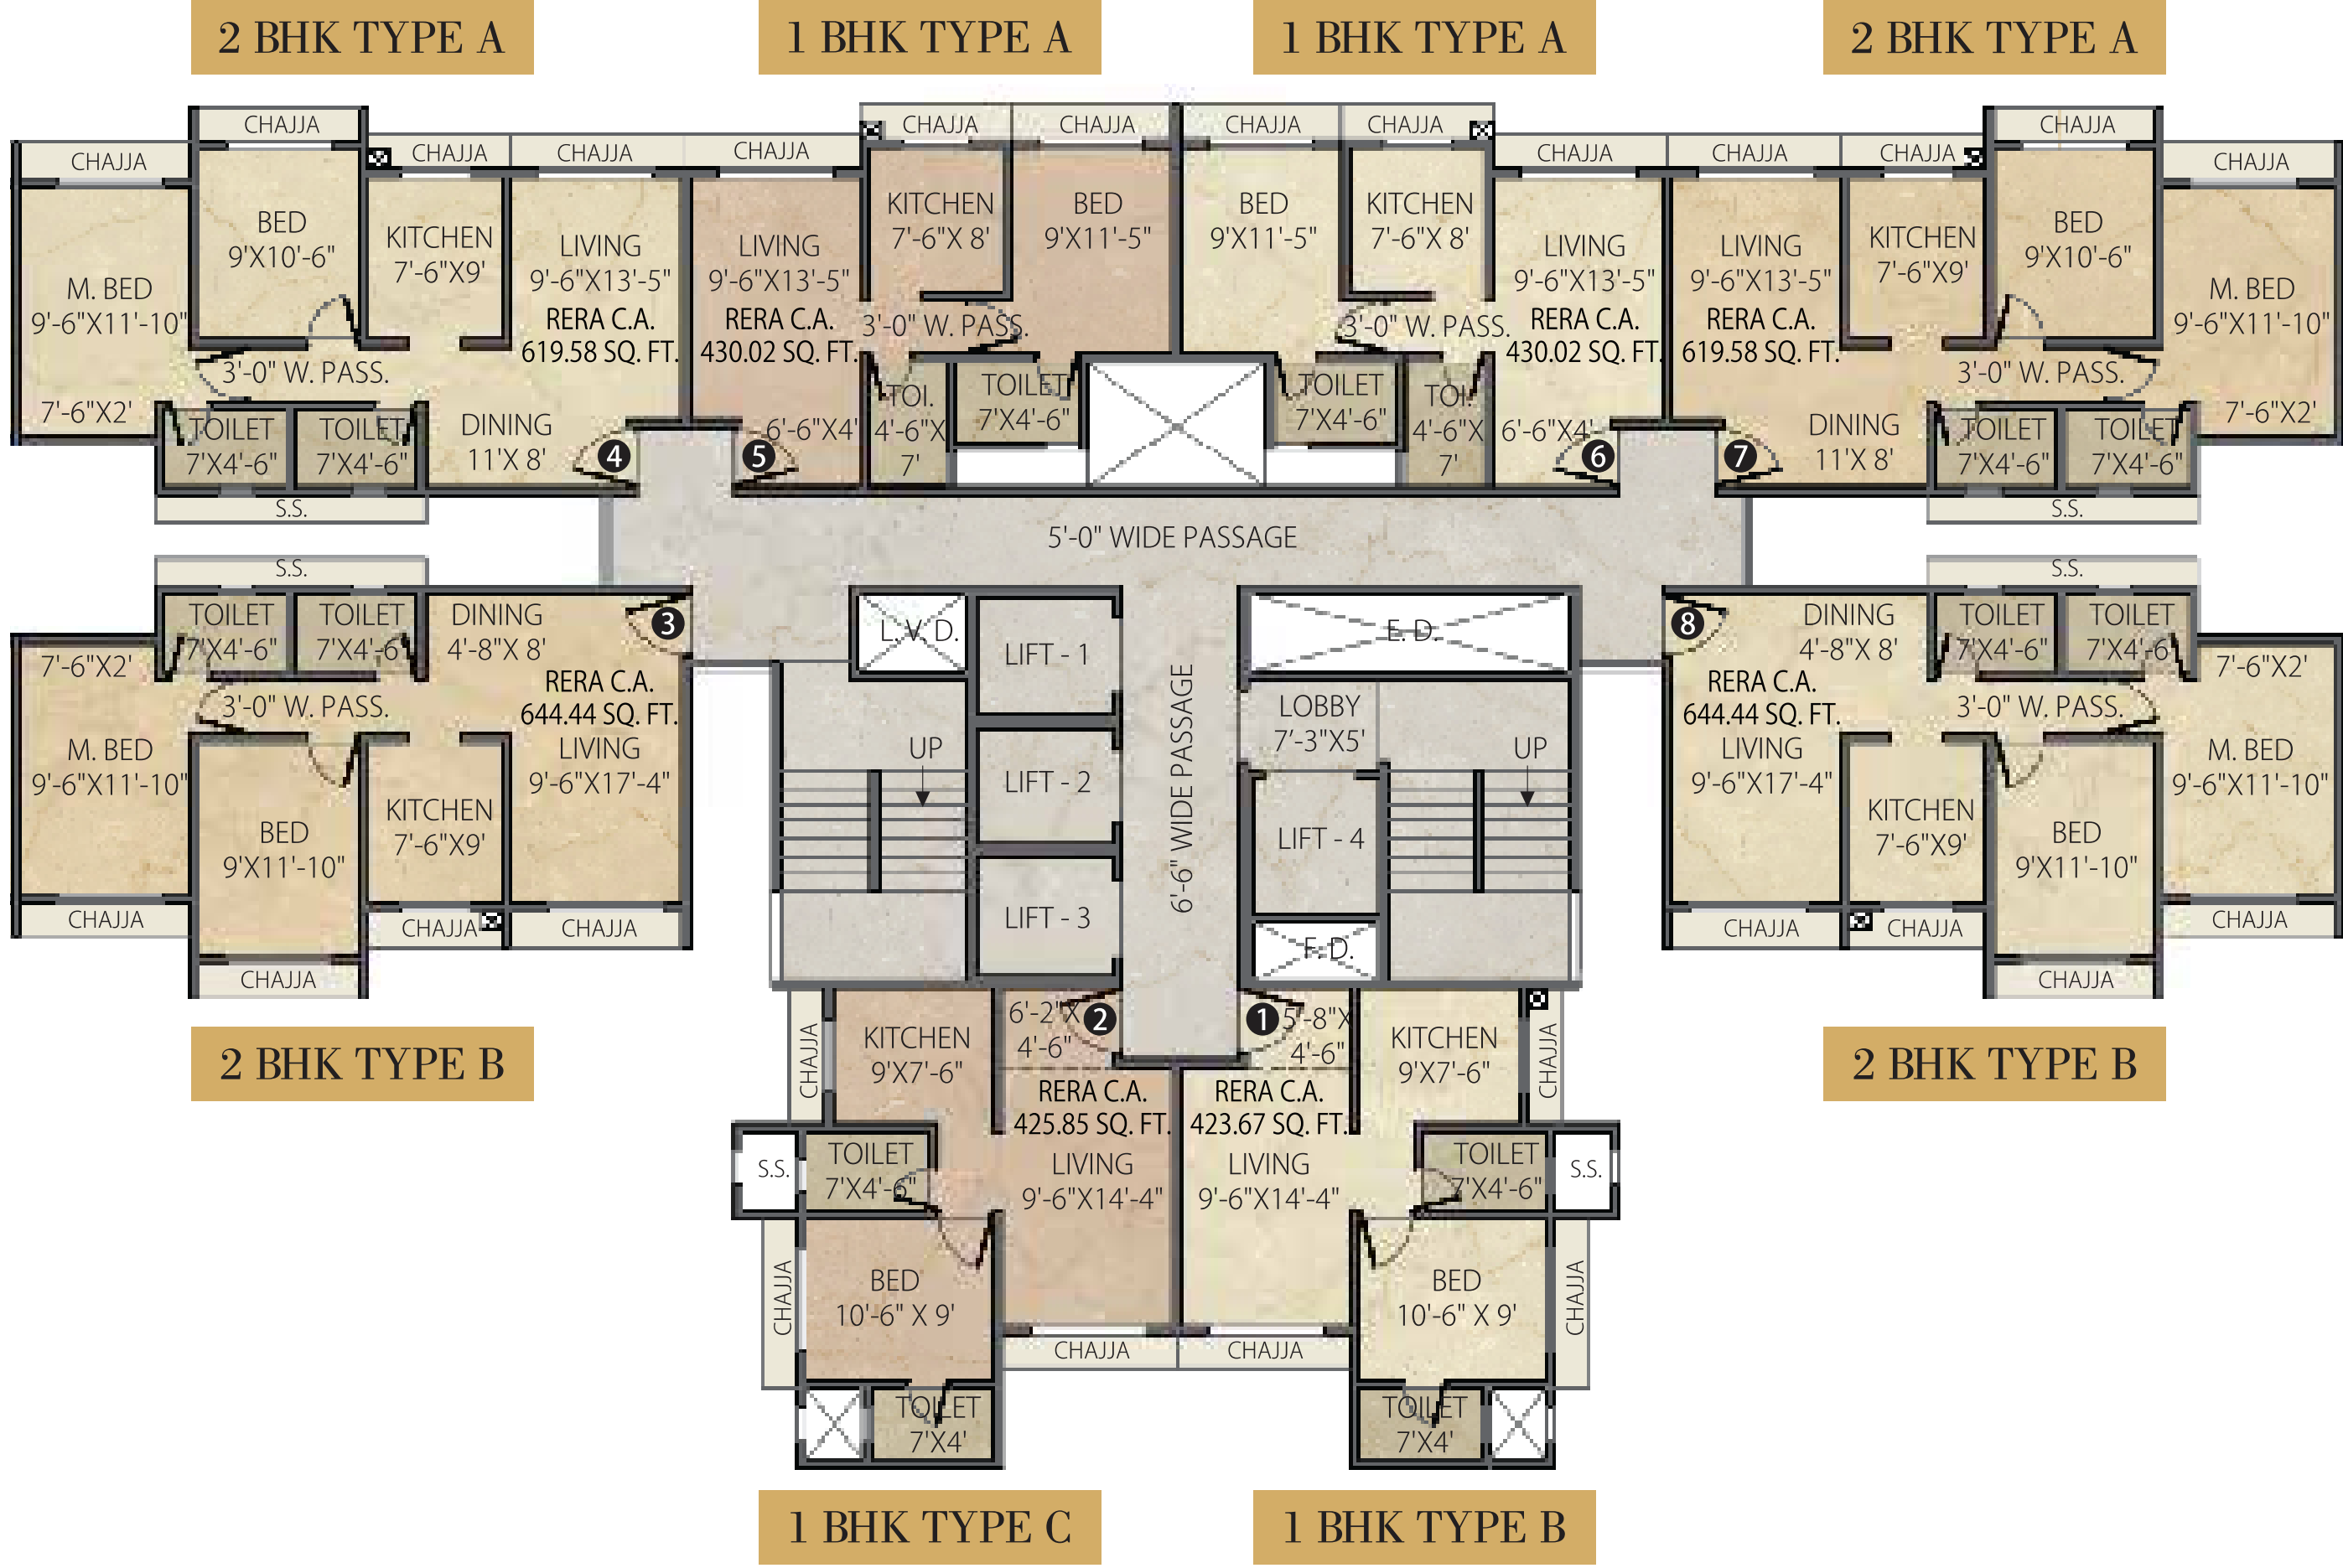 2 BHK TYPE A
1 BHK TYPE A
1 BHK TYPE A
2 BHK TYPE A
CHAJJA
CHAJJA
CHAJJA
CHAJJA
CHAJJA
CHAJJA
CHAJJA
CHAJJA
CHAJJA
CHAJJA
CHAJJA
CHAJJA
CHAJJA
CHAJJA
M. BED
9'-6"X11'-10"
7'-6"X2'
BED
9'X10'-6"
KITCHEN
7'-6"X9'
LIVING
9'-6"X13'-5"
RERA C.A.
619.58 SQ. FT.
3'-0" W. PASS.
TOILET
7'X4'-6"
TOILET
7'X4'-6"
DINING
11'X 8'
4
S.S.
LIVING
9'-6"X13'-5"
RERA C.A.
430.02 SQ. FT.
6'-6"X4'
5
KITCHEN
7'-6"X 8'
BED
9'X11'-5"
3'-0" W. PASS.
TOI.
4'-6"X
7'
TOILET
7'X4'-6"
BED
9'X11'-5"
KITCHEN
7'-6"X 8'
3'-0" W. PASS.
TOILET
7'X4'-6"
TOI.
4'-6"X
7'
LIVING
9'-6"X13'-5"
RERA C.A.
430.02 SQ. FT.
6'-6"X4'
6
LIVING
9'-6"X13'-5"
RERA C.A.
619.58 SQ. FT.
KITCHEN
7'-6"X9'
BED
9'X10'-6"
M. BED
9'-6"X11'-10"
7'-6"X2'
3'-0" W. PASS.
7
DINING
11'X 8'
TOILET
7'X4'-6"
TOILET
7'X4'-6"
S.S.
5'-0" WIDE PASSAGE
S.S.
TOILET
7'X4'-6"
TOILET
7'X4'-6"
DINING
4'-8"X 8'
3
7'-6"X2'
3'-0" W. PASS.
RERA C.A.
644.44 SQ. FT.
LIVING
9'-6"X17'-4"
M. BED
9'-6"X11'-10"
BED
9'X11'-10"
KITCHEN
7'-6"X9'
CHAJJA
CHAJJA
CHAJJA
CHAJJA
2 BHK TYPE B
L. V. D.
LIFT - 1
LIFT - 2
LIFT - 3
UP
6'-6" WIDE PASSAGE
E. D.
LOBBY
7'-3"X5'
LIFT - 4
F. D.
UP
S.S.
8
DINING
4'-8"X 8'
TOILET
7'X4'-6"
TOILET
7'X4'-6"
7'-6"X2'
RERA C.A.
644.44 SQ. FT.
LIVING
9'-6"X17'-4"
3'-0" W. PASS.
M. BED
9'-6"X11'-10"
KITCHEN
7'-6"X9'
BED
9'X11'-10"
CHAJJA
CHAJJA
CHAJJA
CHAJJA
2 BHK TYPE B
CHAJJA
KITCHEN
9'X7'-6"
6'-2"X
4'-6"
2
RERA C.A.
425.85 SQ. FT.
LIVING
9'-6"X14'-4"
S.S.
TOILET
7'X4'-6"
CHAJJA
BED
10'-6" X 9'
CHAJJA
TOILET
7'X4'
1
5'-8"X
4'-6"
KITCHEN
9'X7'-6"
CHAJJA
RERA C.A.
423.67 SQ. FT.
LIVING
9'-6"X14'-4"
TOILET
7'X4'-6"
S.S.
BED
10'-6" X 9'
CHAJJA
CHAJJA
TOILET
7'X4'
1 BHK TYPE C
1 BHK TYPE B